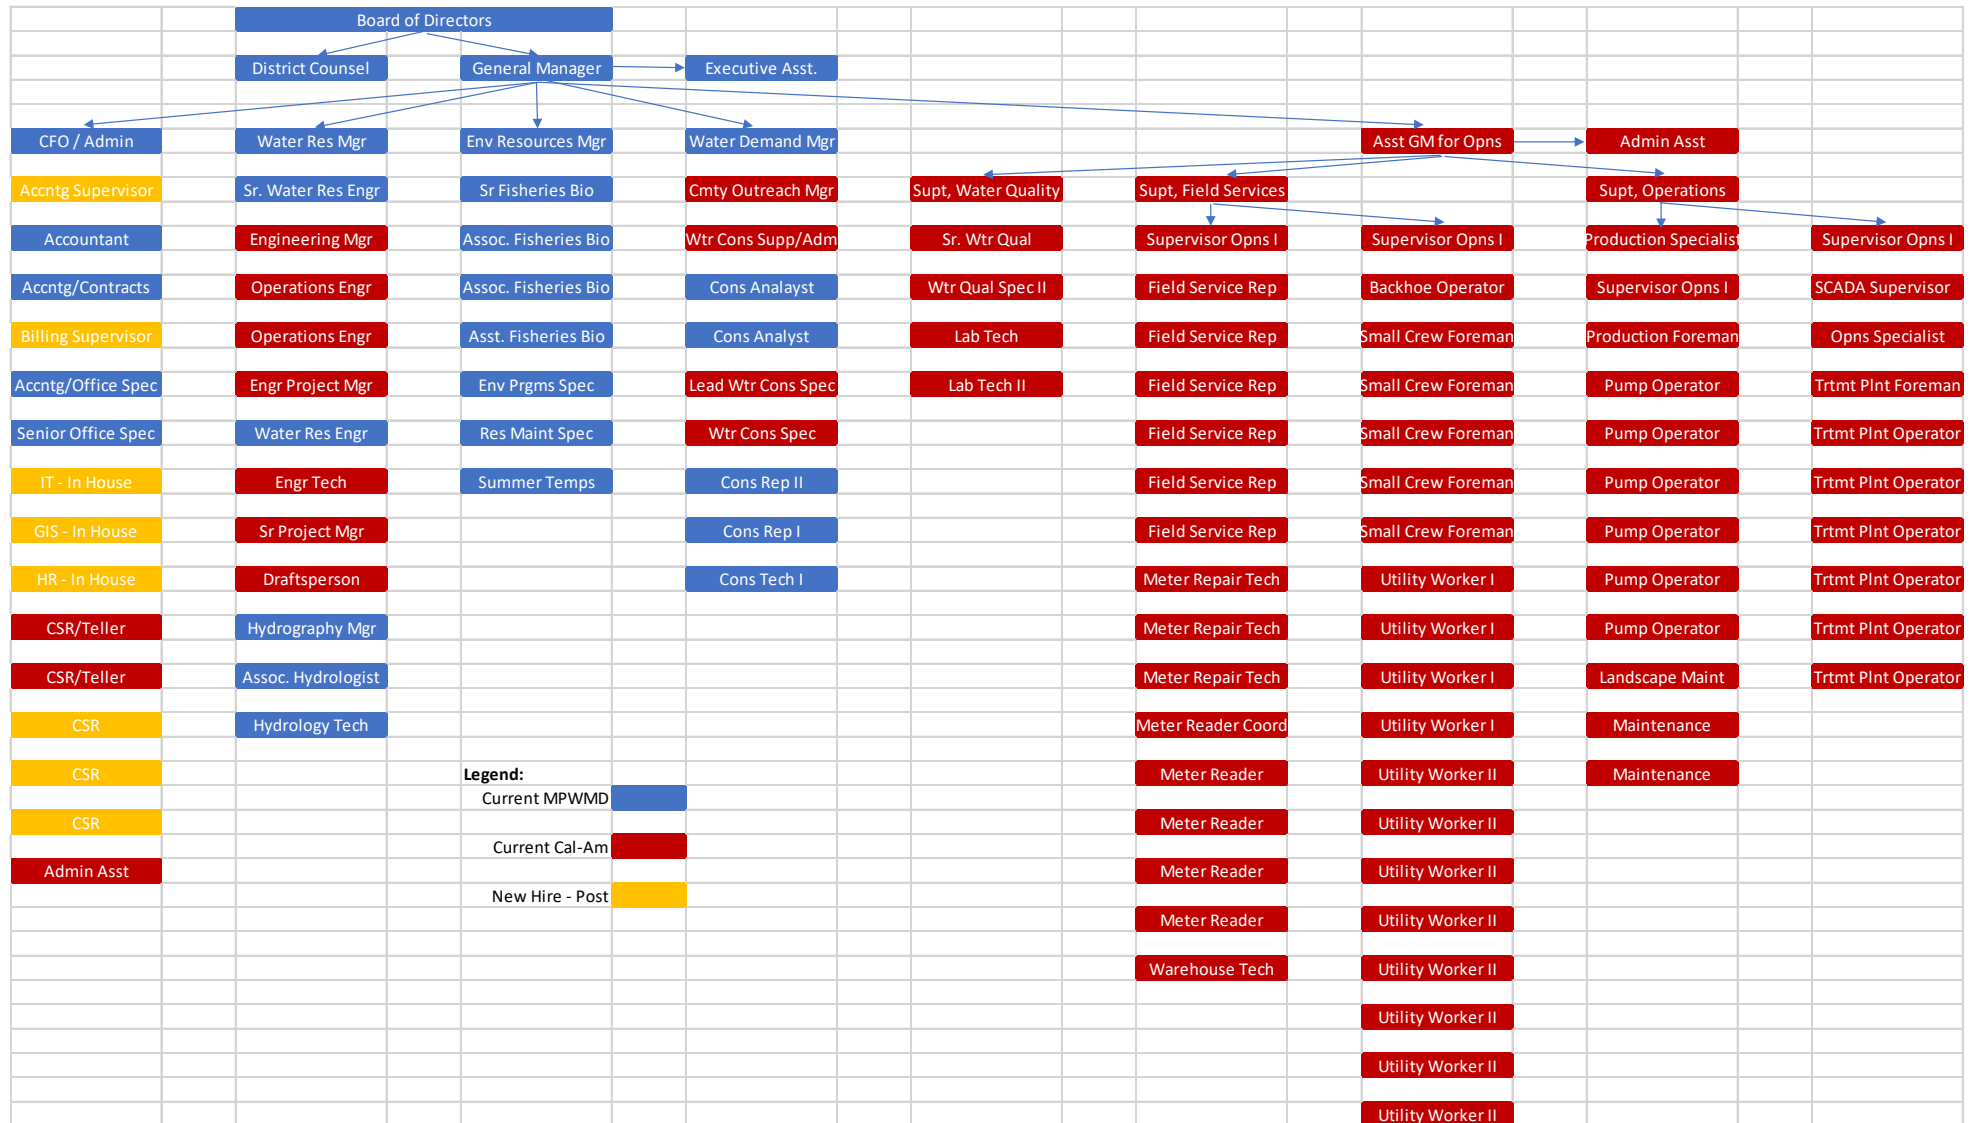 Board of Directors
District Counsel General Manager Executive Asst.
CFO / Admin Water Res Mgr Env Resources Mgr Water Demand Mgr Asst GM for Opns Admin Asst
Accntg Supervisor Sr. Water Res Engr Sr Fisheries Bio Cmty Outreach Mgr Supt, Water Quality Supt, Field Services Supt, Operations
Accountant Engineering Mgr Assoc. Fisheries Bio Wtr Cons Supp/Adm Sr. Wtr Qual Supervisor Opns I Supervisor Opns I Production Specialist Supervisor Opns I
Accntg/Contracts Operations Engr Assoc. Fisheries Bio Cons Analayst Wtr Qual Spec II Field Service Rep Backhoe Operator Supervisor Opns I SCADA Supervisor
Billing Supervisor Operations Engr Asst. Fisheries Bio Cons Analyst Lab Tech Field Service Rep Small Crew Foreman Production Foreman Opns Specialist
Accntg/Office Spec Engr Project Mgr Env Prgms Spec Lead Wtr Cons Spec Lab Tech II Field Service Rep Small Crew Foreman Pump Operator Trtmt Plnt Foreman
Senior Office Spec Water Res Engr Res Maint Spec Wtr Cons Spec Field Service Rep Small Crew Foreman Pump Operator Trtmt Plnt Operator
IT - In House Engr Tech Summer Temps Cons Rep II Field Service Rep Small Crew Foreman Pump Operator Trtmt Plnt Operator
GIS - In House Sr Project Mgr Cons Rep I Field Service Rep Small Crew Foreman Pump Operator Trtmt Plnt Operator
HR - In House Draftsperson Cons Tech I Meter Repair Tech Utility Worker I Pump Operator Trtmt Plnt Operator
CSR/Teller Hydrography Mgr Meter Repair Tech Utility Worker I Pump Operator Trtmt Plnt Operator
CSR/Teller Assoc. Hydrologist Meter Repair Tech Utility Worker I Landscape Maint Trtmt Plnt Operator
CSR Hydrology Tech Meter Reader Coord Utility Worker I Maintenance
CSR Legend: Meter Reader Utility Worker II Maintenance
Current MPWMD
CSR Meter Reader Utility Worker II
Current Cal-Am
Admin Asst Meter Reader Utility Worker II
New Hire - Post
Meter Reader Utility Worker II
Warehouse Tech Utility Worker II
Utility Worker II
Utility Worker II
Utility Worker II